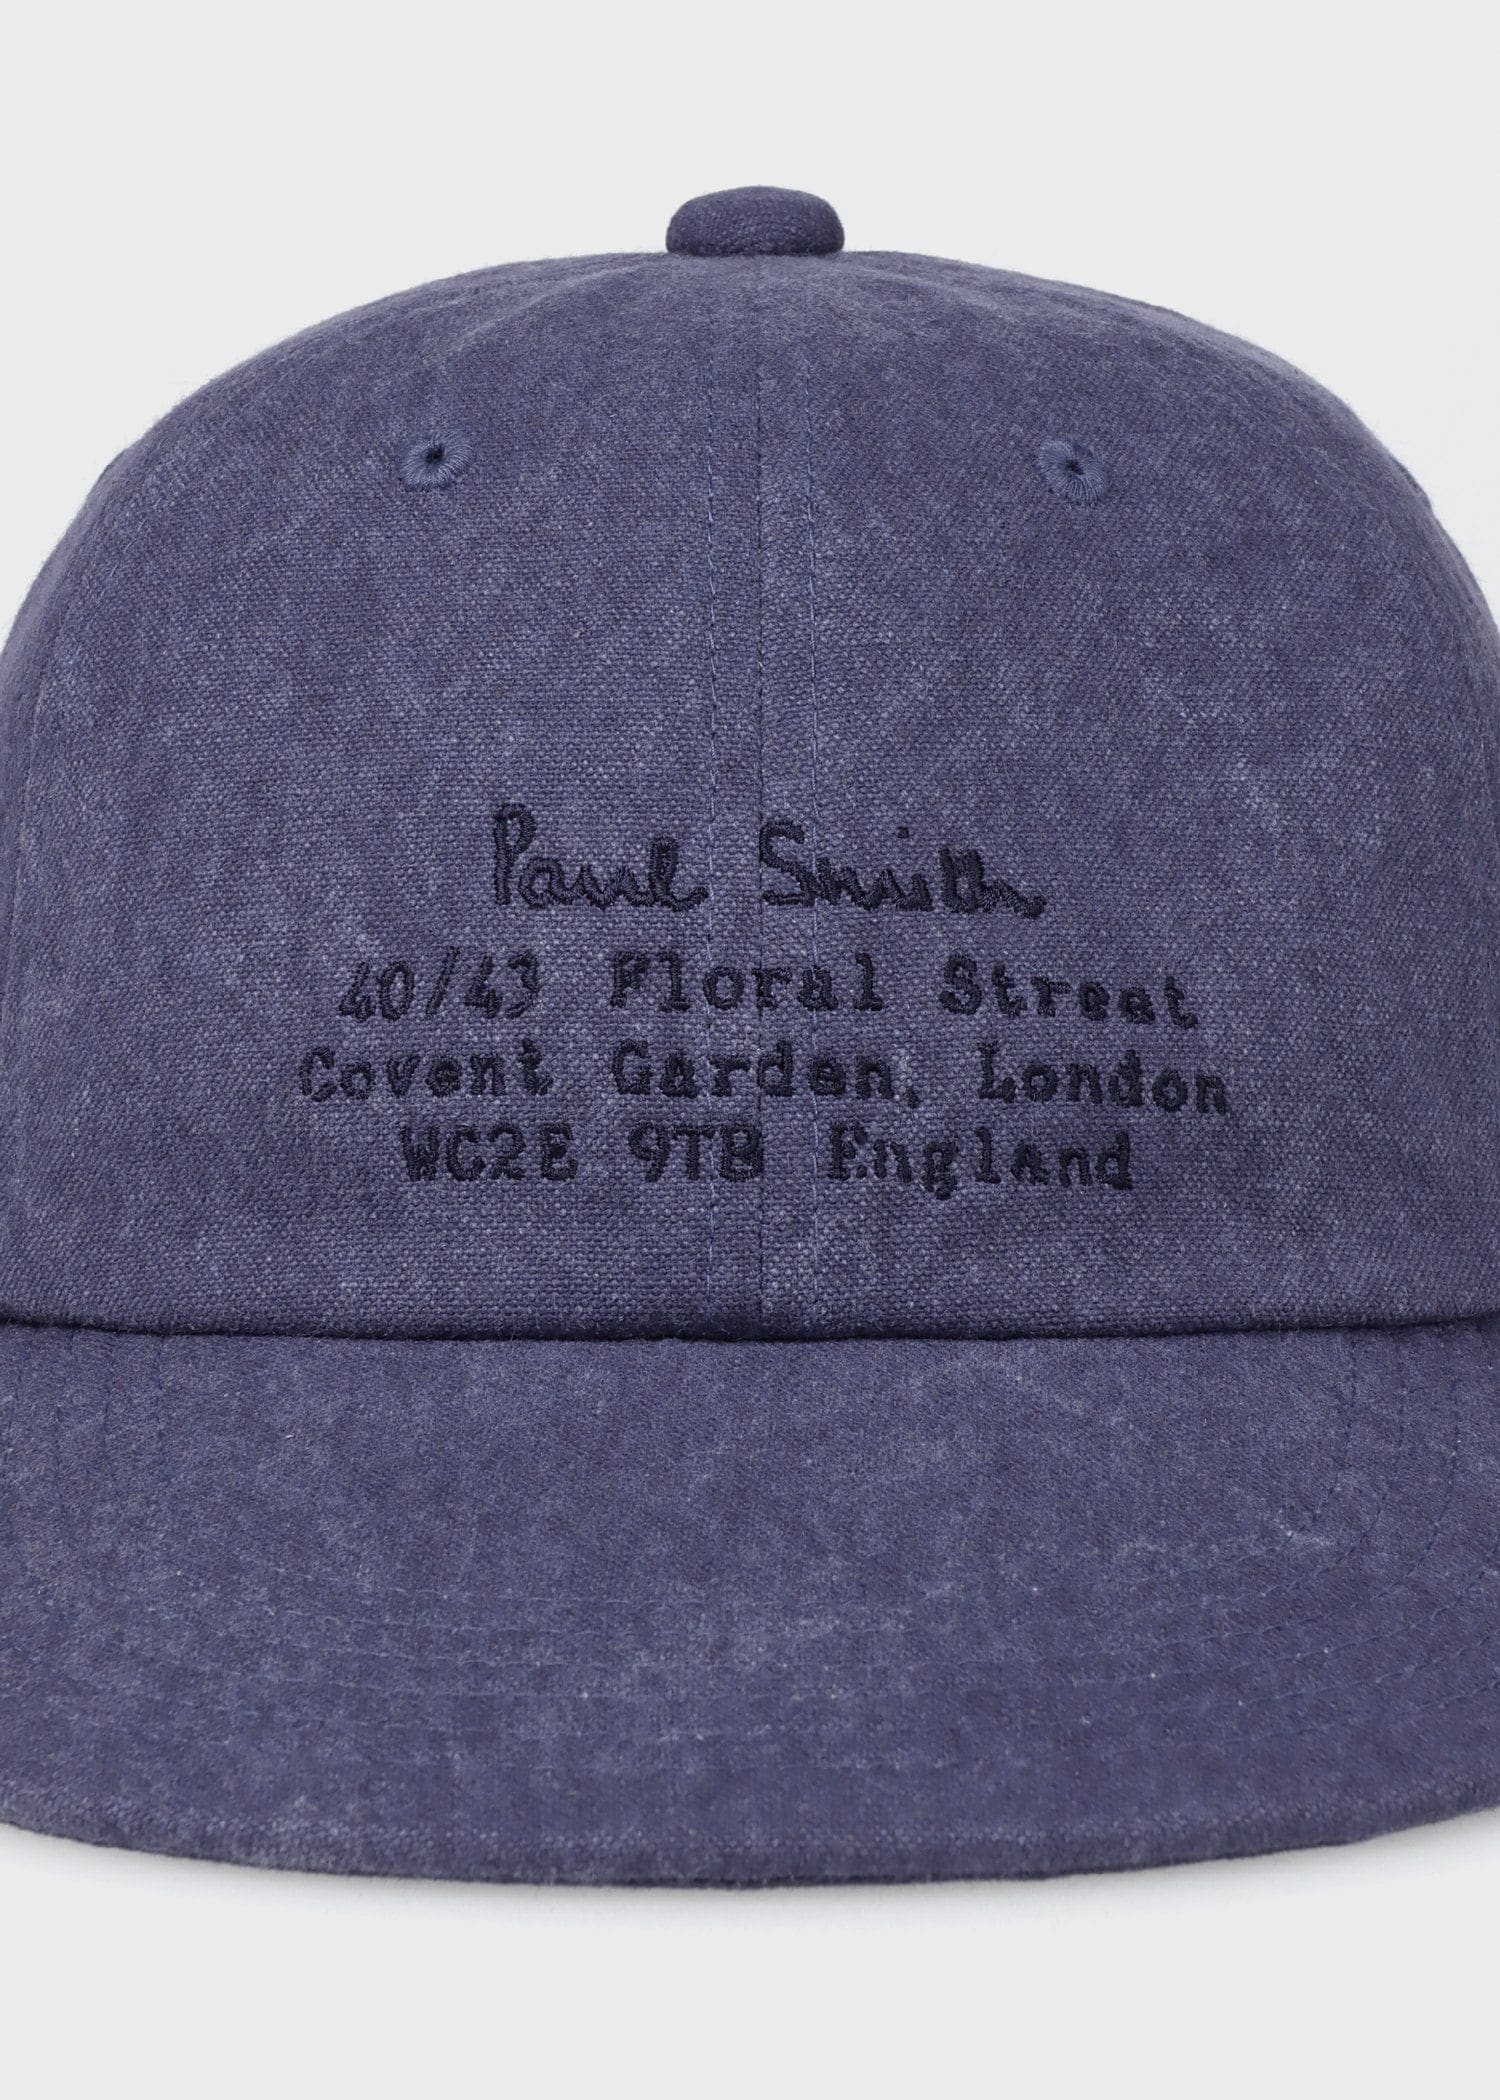 Paul Smith
40/43 Floral Street
Covent Garden, London
WC2E 9TB England